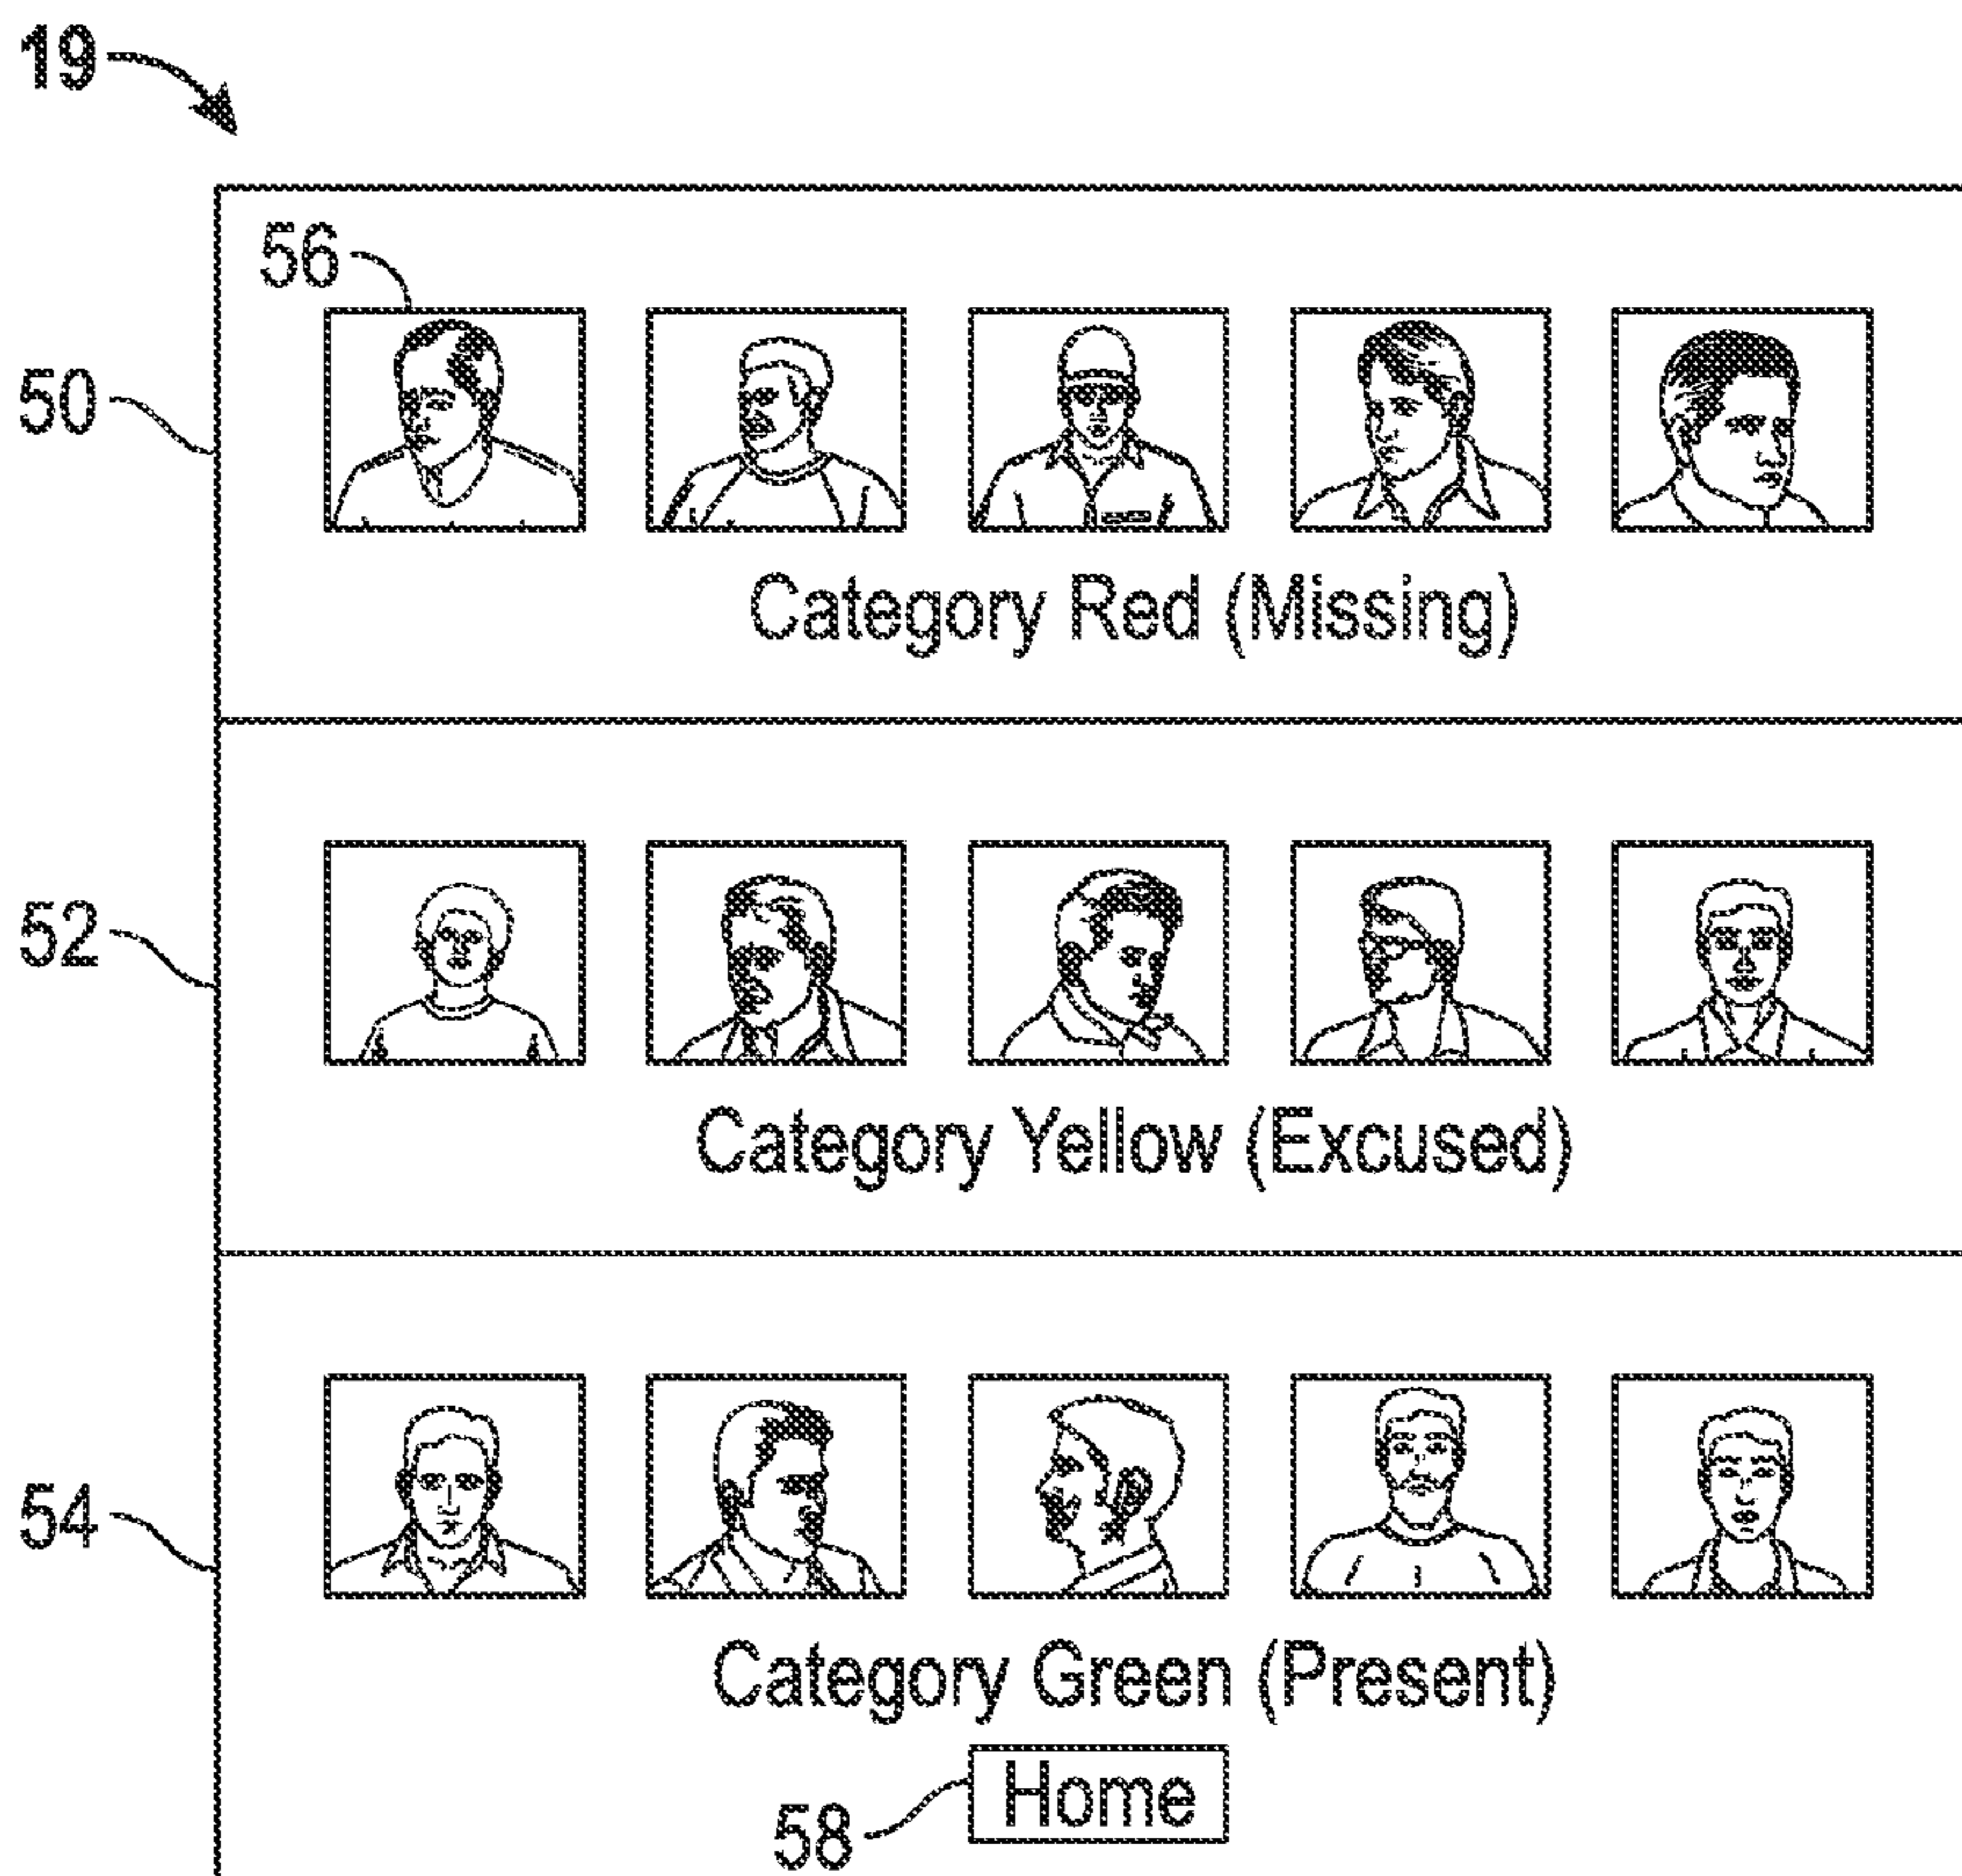 19
56
50
Category Red (Missing)
52
Category Yellow (Excused)
54
Category Green (Present)
Home
58